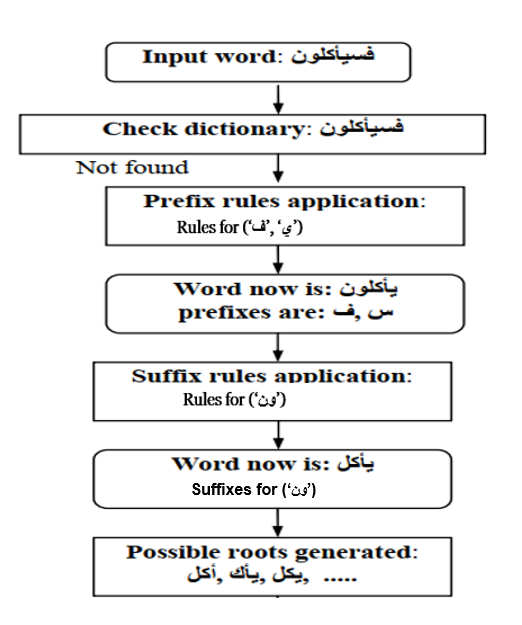 Input word: فسيأكلون
Check dictionary: فسيأكلون
Not found
Prefix rules application:
Rules for (‘ف’, ‘ي’)
Word now is: يأكلون
prefixes are: س ,ف
Suffix rules application:
Rules for (‘ون’)
Word now is: يأكل
Suffixes for (‘ون’)
Possible roots generated:
أكل ,يأك ,يكل, .....